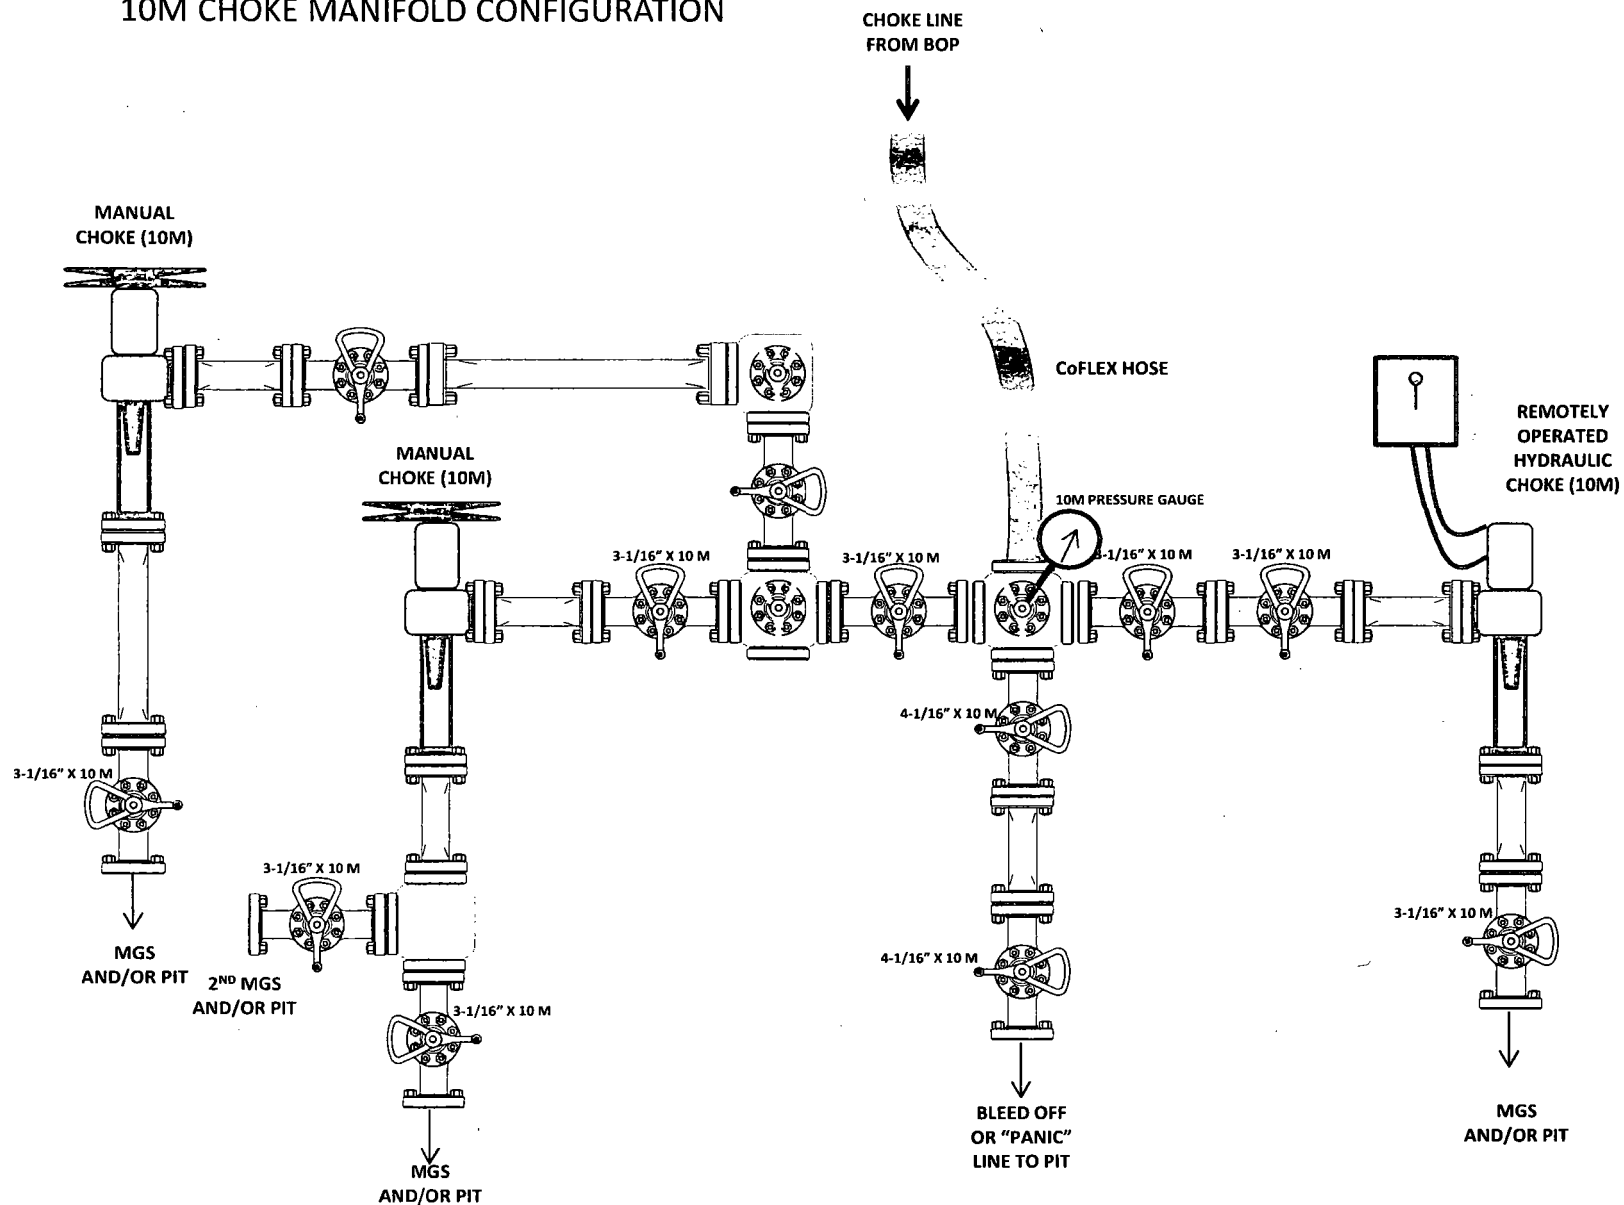 10M CHOKE MANIFOLD CONFIGURATION
CHOKE LINE
FROM BOP
MANUAL
CHOKE (10M)
CoFLEX HOSE
REMOTELY
OPERATED
HYDRAULIC
CHOKE (10M)
MANUAL
CHOKE (10M)
10M PRESSURE GAUGE
3-1/16" X 10 M
3-1/16" X 10 M
3-1/16" X 10 M
3-1/16" X 10 M
4-1/16" X 10 M
3-1/16" X 10 M
3-1/16" X 10 M
3-1/16" X 10 M
4-1/16" X 10 M
MGS
AND/OR PIT
2ND MGS
AND/OR PIT
3-1/16" X 10 M
BLEED OFF
OR “PANIC”
LINE TO PIT
MGS
AND/OR PIT
MGS
AND/OR PIT